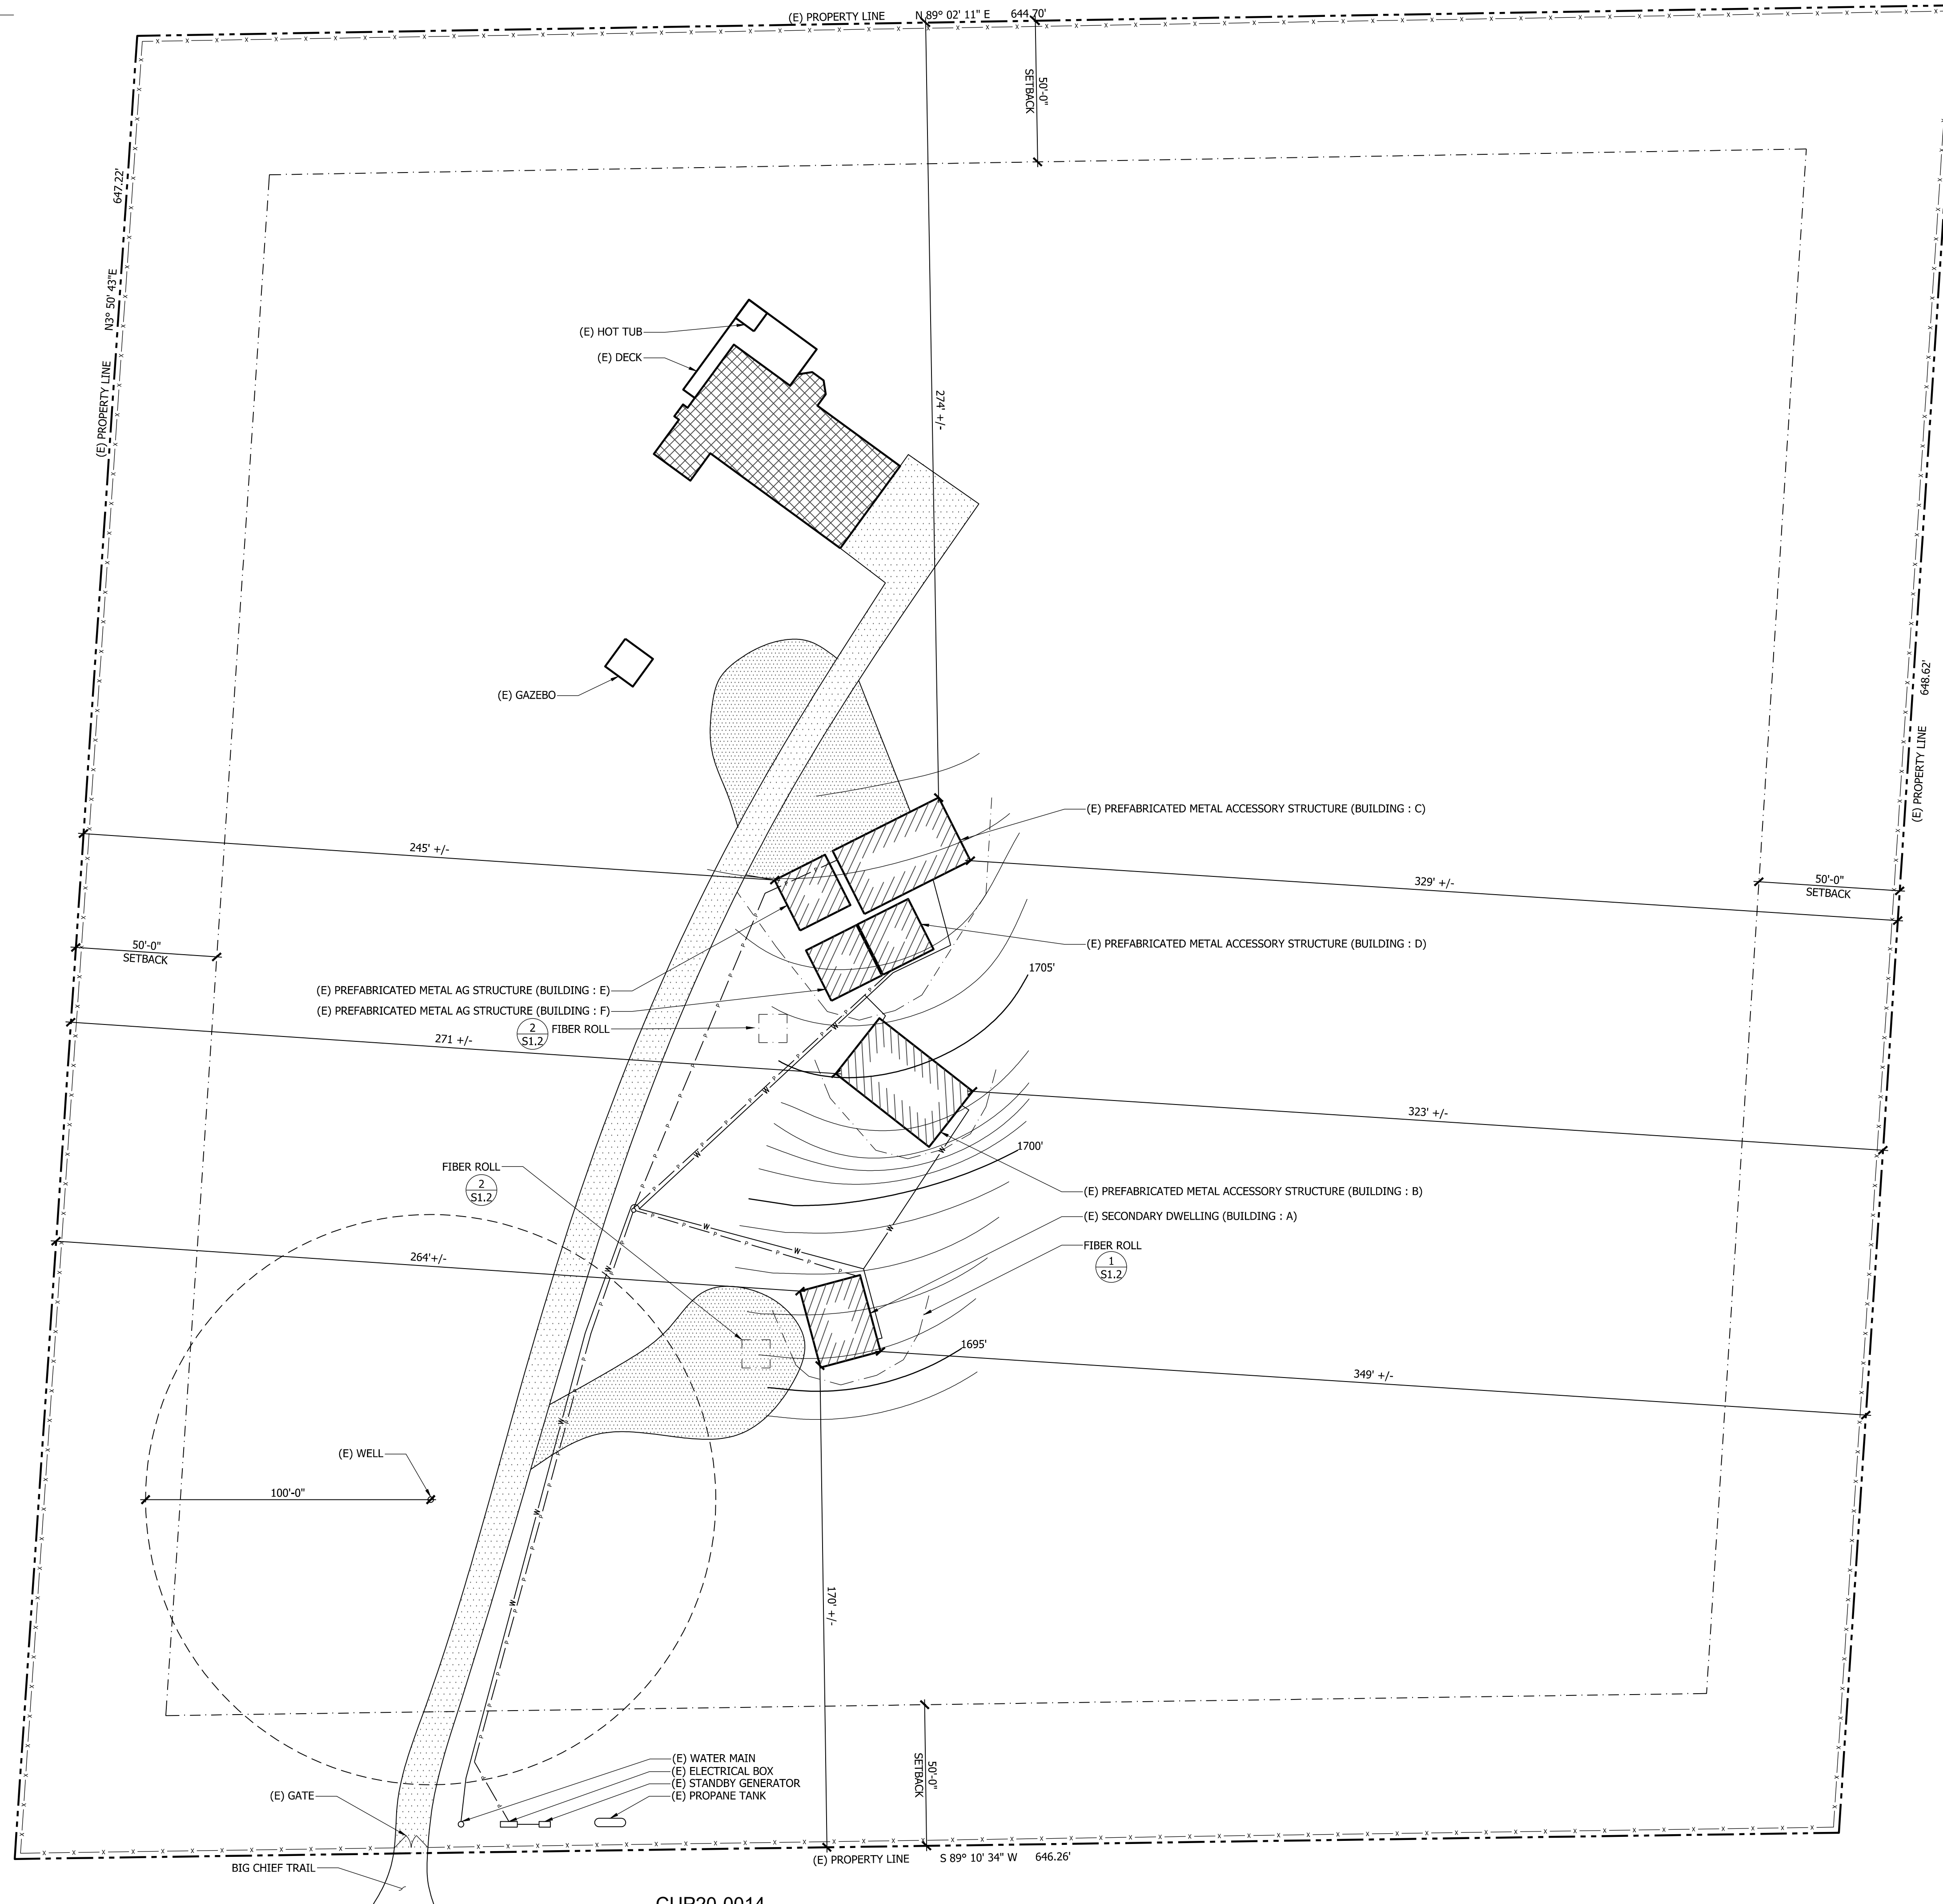 (E) PROPERTY LINE N 89° 02' 11" E 644.70'
50'-0"
SETBACK
647.22'
N3° 50' 43"E
(E) PROPERTY LINE
(E) HOT TUB
(E) DECK
274' +/-
(E) GAZEBO
648.62'
(E) PROPERTY LINE
(E) PREFABRICATED METAL ACCESSORY STRUCTURE (BUILDING : C)
245' +/-
329' +/-
50'-0"
SETBACK
50'-0"
SETBACK
(E) PREFABRICATED METAL ACCESSORY STRUCTURE (BUILDING : D)
1705'
(E) PREFABRICATED METAL AG STRUCTURE (BUILDING : E)
(E) PREFABRICATED METAL AG STRUCTURE (BUILDING : F)
2
S1.2
FIBER ROLL
271 +/-
323' +/-
1700'
FIBER ROLL
2
S1.2
(E) PREFABRICATED METAL ACCESSORY STRUCTURE (BUILDING : B)
(E) SECONDARY DWELLING (BUILDING : A)
FIBER ROLL
1
S1.2
264'+/-
1695'
349' +/-
(E) WELL
100'-0"
170' +/-
50'-0"
SETBACK
(E) WATER MAIN
(E) ELECTRICAL BOX
(E) STANDBY GENERATOR
(E) PROPANE TANK
(E) GATE
(E) PROPERTY LINE S 89° 10' 34" W 646.26'
BIG CHIEF TRAIL